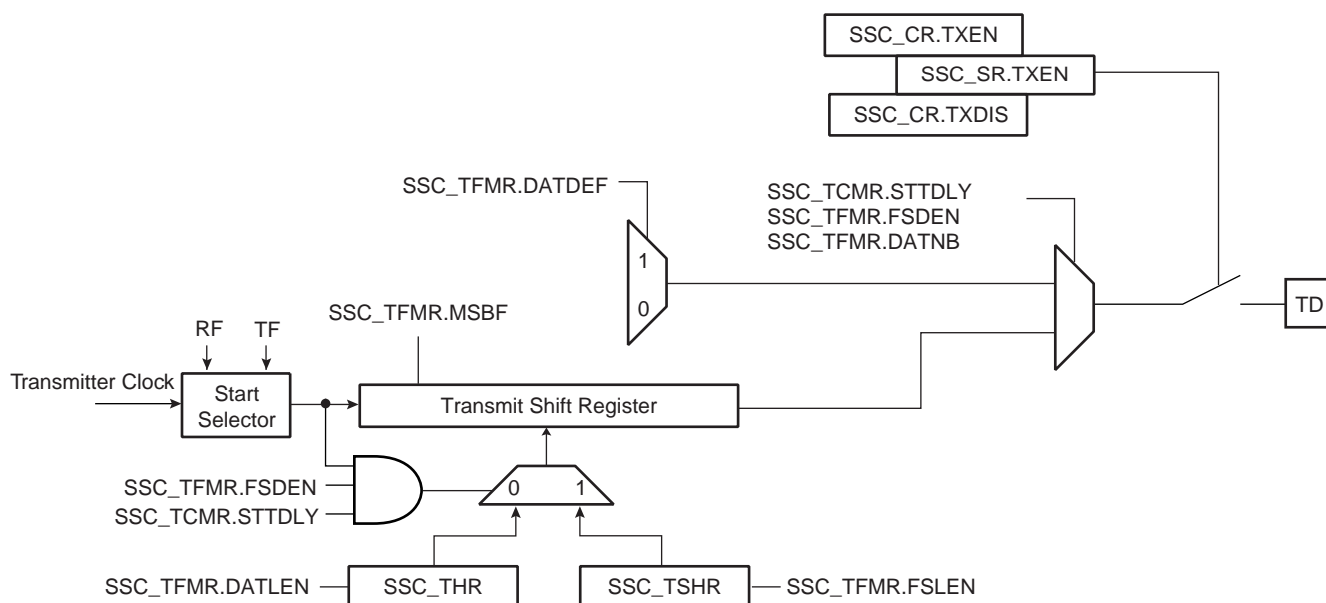 SSC_CR.TXEN
SSC_SR.TXEN
SSC_CR.TXDIS
SSC_TFMR.DATDEF
SSC_TCMR.STTDLY
SSC_TFMR.FSDEN
SSC_TFMR.DATNB
1
0
TD
SSC_TFMR.MSBF
RF
TF
Transmitter Clock
Start
Selector
Transmit Shift Register
SSC_TFMR.FSDEN
SSC_TCMR.STTDLY
0
1
SSC_TFMR.DATLEN
SSC_THR
SSC_TSHR
SSC_TFMR.FSLEN